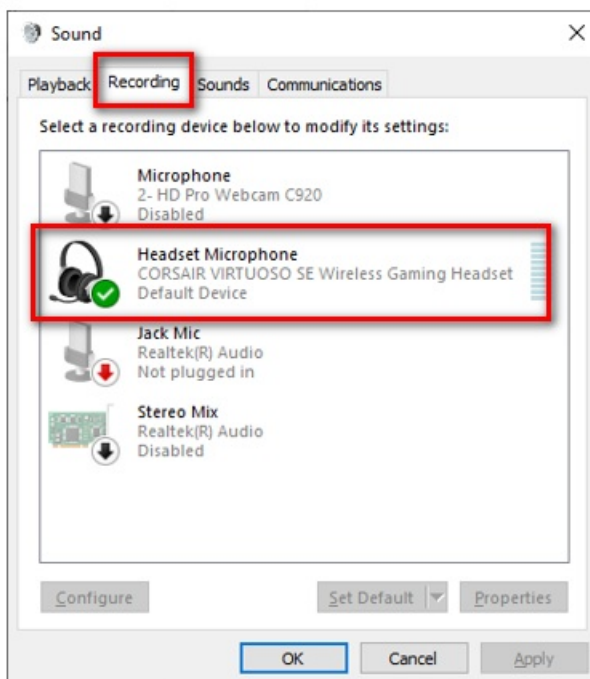 Sound
Playback Recording Sounds Communications
Select a recording device below to modify its settings:
Microphone
2- HD Pro Webcam C920
Disabled
Headset Microphone
CORSAIR VIRTUOSO SE Wireless Gaming Headset
Default Device
Jack Mic
Realtek(R) Audio
Not plugged in
Stereo Mix
Realtek(R) Audio
Disabled
Configure Set Default Properties
OK Cancel Apply